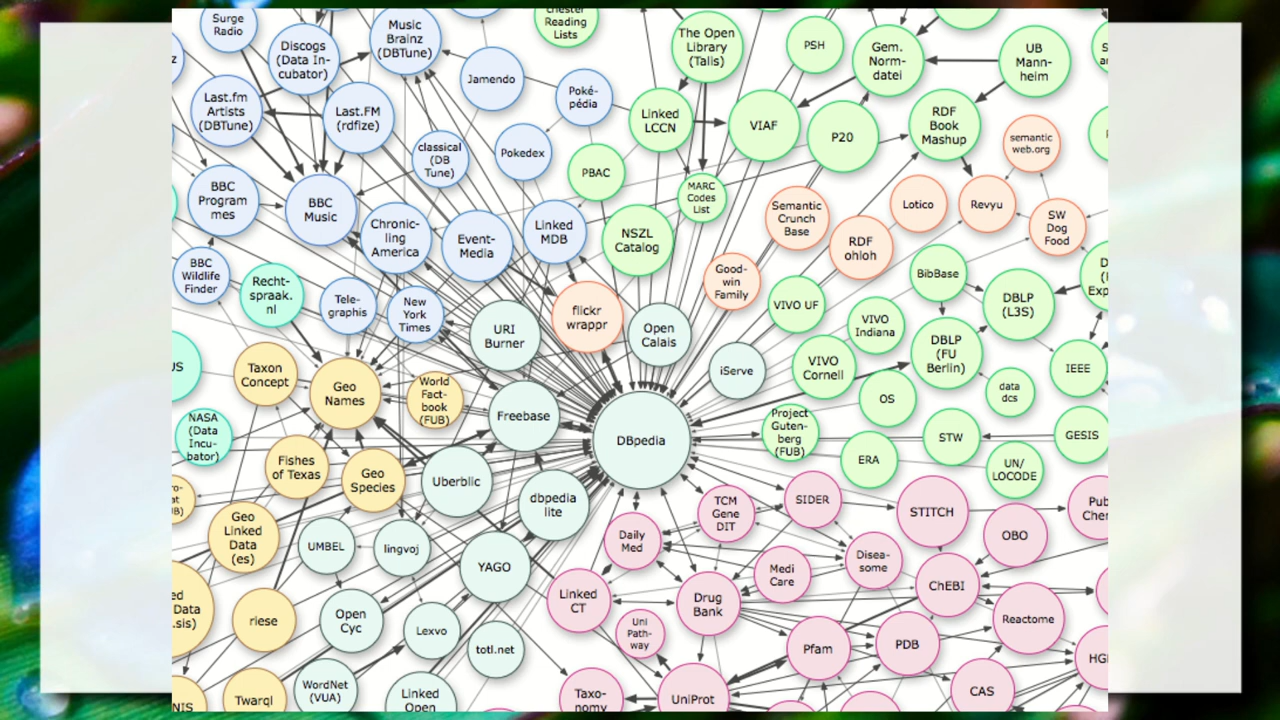 Surge
Radio
Discogs
(Data In-
cubator)
Music
Brainz
(DBTune)
Reading
Lists
The Open
Library
(Talis)
PSH
Gem.
Norm-
datei
UB
Mann-
heim
Jamendo
Poké-
pédia
Last.fm
Artists
(DBTune)
Last.FM
(rdfize)
Linked
LCCN
VIAF
P20
RDF
Book
Mashup
semantic
web.org
classical
(DB
Tune)
Pokedex
PBAC
MARC
Codes
List
BBC
Program
mes
BBC
Music
Chronic-
ling
America
Event-
Media
Linked
MDB
NSZL
Catalog
Semantic
Crunch
Base
RDF
ohloh
Lotico
Revyu
SW
Dog
Food
BBC
Wildlife
Finder
Recht-
spraak.
nl
Tele-
graphis
New
York
Times
URI
Burner
flickr
wrappr
Open
Calais
Good-
win
Family
VIVO UF
BibBase
VIVO
Indiana
DBLP
(L3S)
Taxon
Concept
Geo
Names
World
Fact-
book
(FUB)
Freebase
iServe
VIVO
Cornell
DBLP
(FU
Berlin)
IEEE
OS
data
dcs
NASA
(Data
Incu-
bator)
DBpedia
Project
Guten-
berg
(FUB)
ERA
STW
GESIS
UN/
LOCODE
Fishes
of Texas
Geo
Species
Uberblic
dbpedia
lite
TCM
Gene
DIT
SIDER
STITCH
OBO
Geo
Linked
Data
(es)
UMBEL
lingvoj
YAGO
Daily
Med
Medi
Care
Disea-
some
ChEBI
Linked
CT
Drug
Bank
Reactome
riese
Open
Cyc
Lexvo
totl.net
Uni
Path-
way
Pfam
PDB
Twarql
WordNet
(VUA)
Linked
Open
Taxo-
nomy
UniProt
CAS